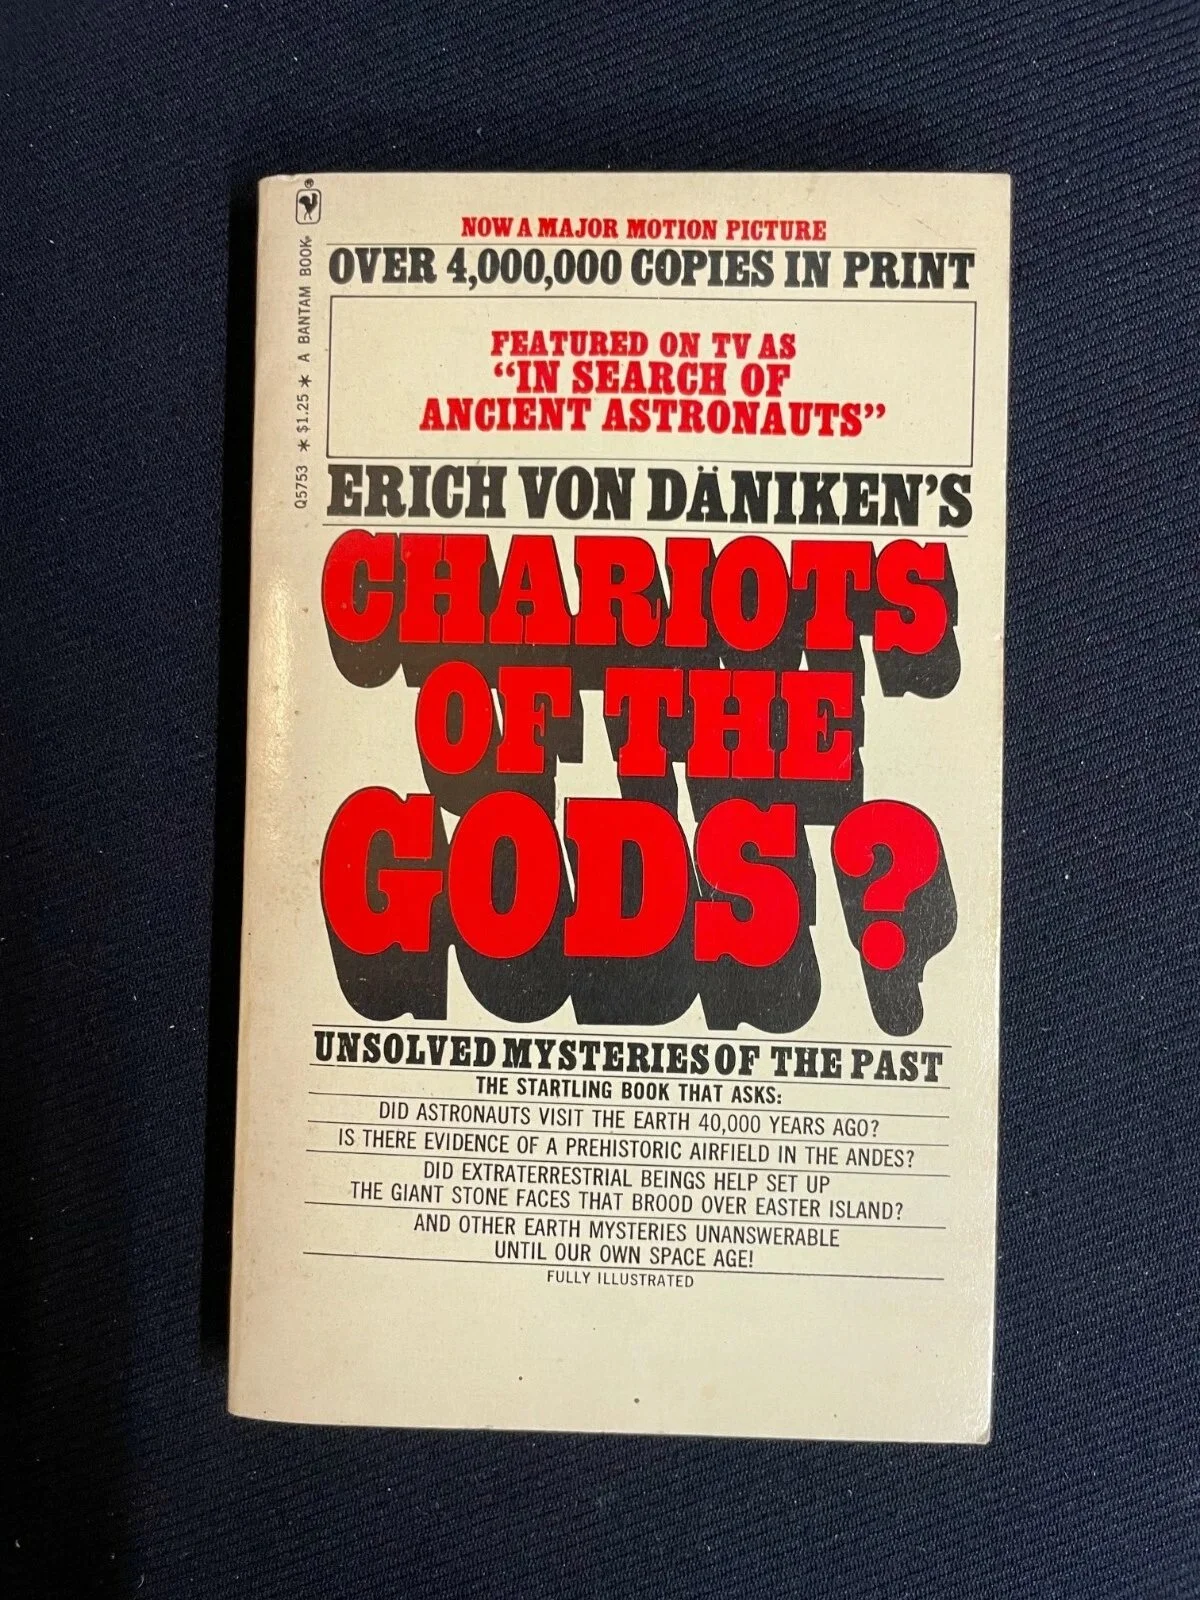 NOW A MAJOR MOTION PICTURE
OVER 4,000,000 COPIES IN PRINT
FEATURED ON TV AS
“IN SEARCH OF
ANCIENT ASTRONAUTS”
ERICH VON DÄNIKEN’S
CHARIOTS
OF THE
GODS?
UNSOLVED MYSTERIES OF THE PAST
THE STARTLING BOOK THAT ASKS:
DID ASTRONAUTS VISIT THE EARTH 40,000 YEARS AGO?
IS THERE EVIDENCE OF A PREHISTORIC AIRFIELD IN THE ANDES?
DID EXTRATERRESTRIAL BEINGS HELP SET UP
THE GIANT STONE FACES THAT BROOD OVER EASTER ISLAND?
AND OTHER EARTH MYSTERIES UNANSWERABLE
UNTIL OUR OWN SPACE AGE!
FULLY ILLUSTRATED
Q5753 * $1.25 * A BANTAM BOOK ®